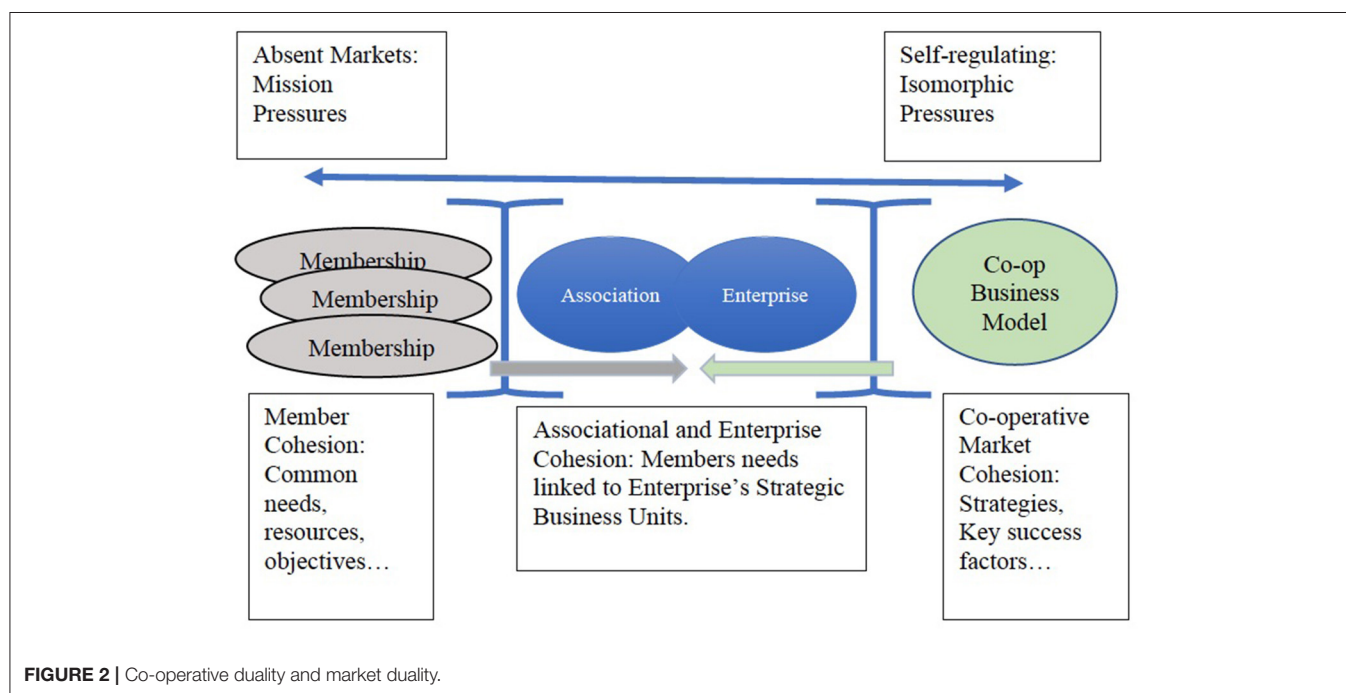 Absent Markets:
Mission
Pressures
Self-regulating:
Isomorphic
Pressures
Membership
Membership
Membership
Association
Enterprise
Co-op
Business
Model
Member
Cohesion:
Common
needs,
resources,
objectives…
Associational and Enterprise
Cohesion: Members needs
linked to Enterprise’s Strategic
Business Units.
Co-operative
Market
Cohesion:
Strategies,
Key success
factors…
FIGURE 2 | Co-operative duality and market duality.